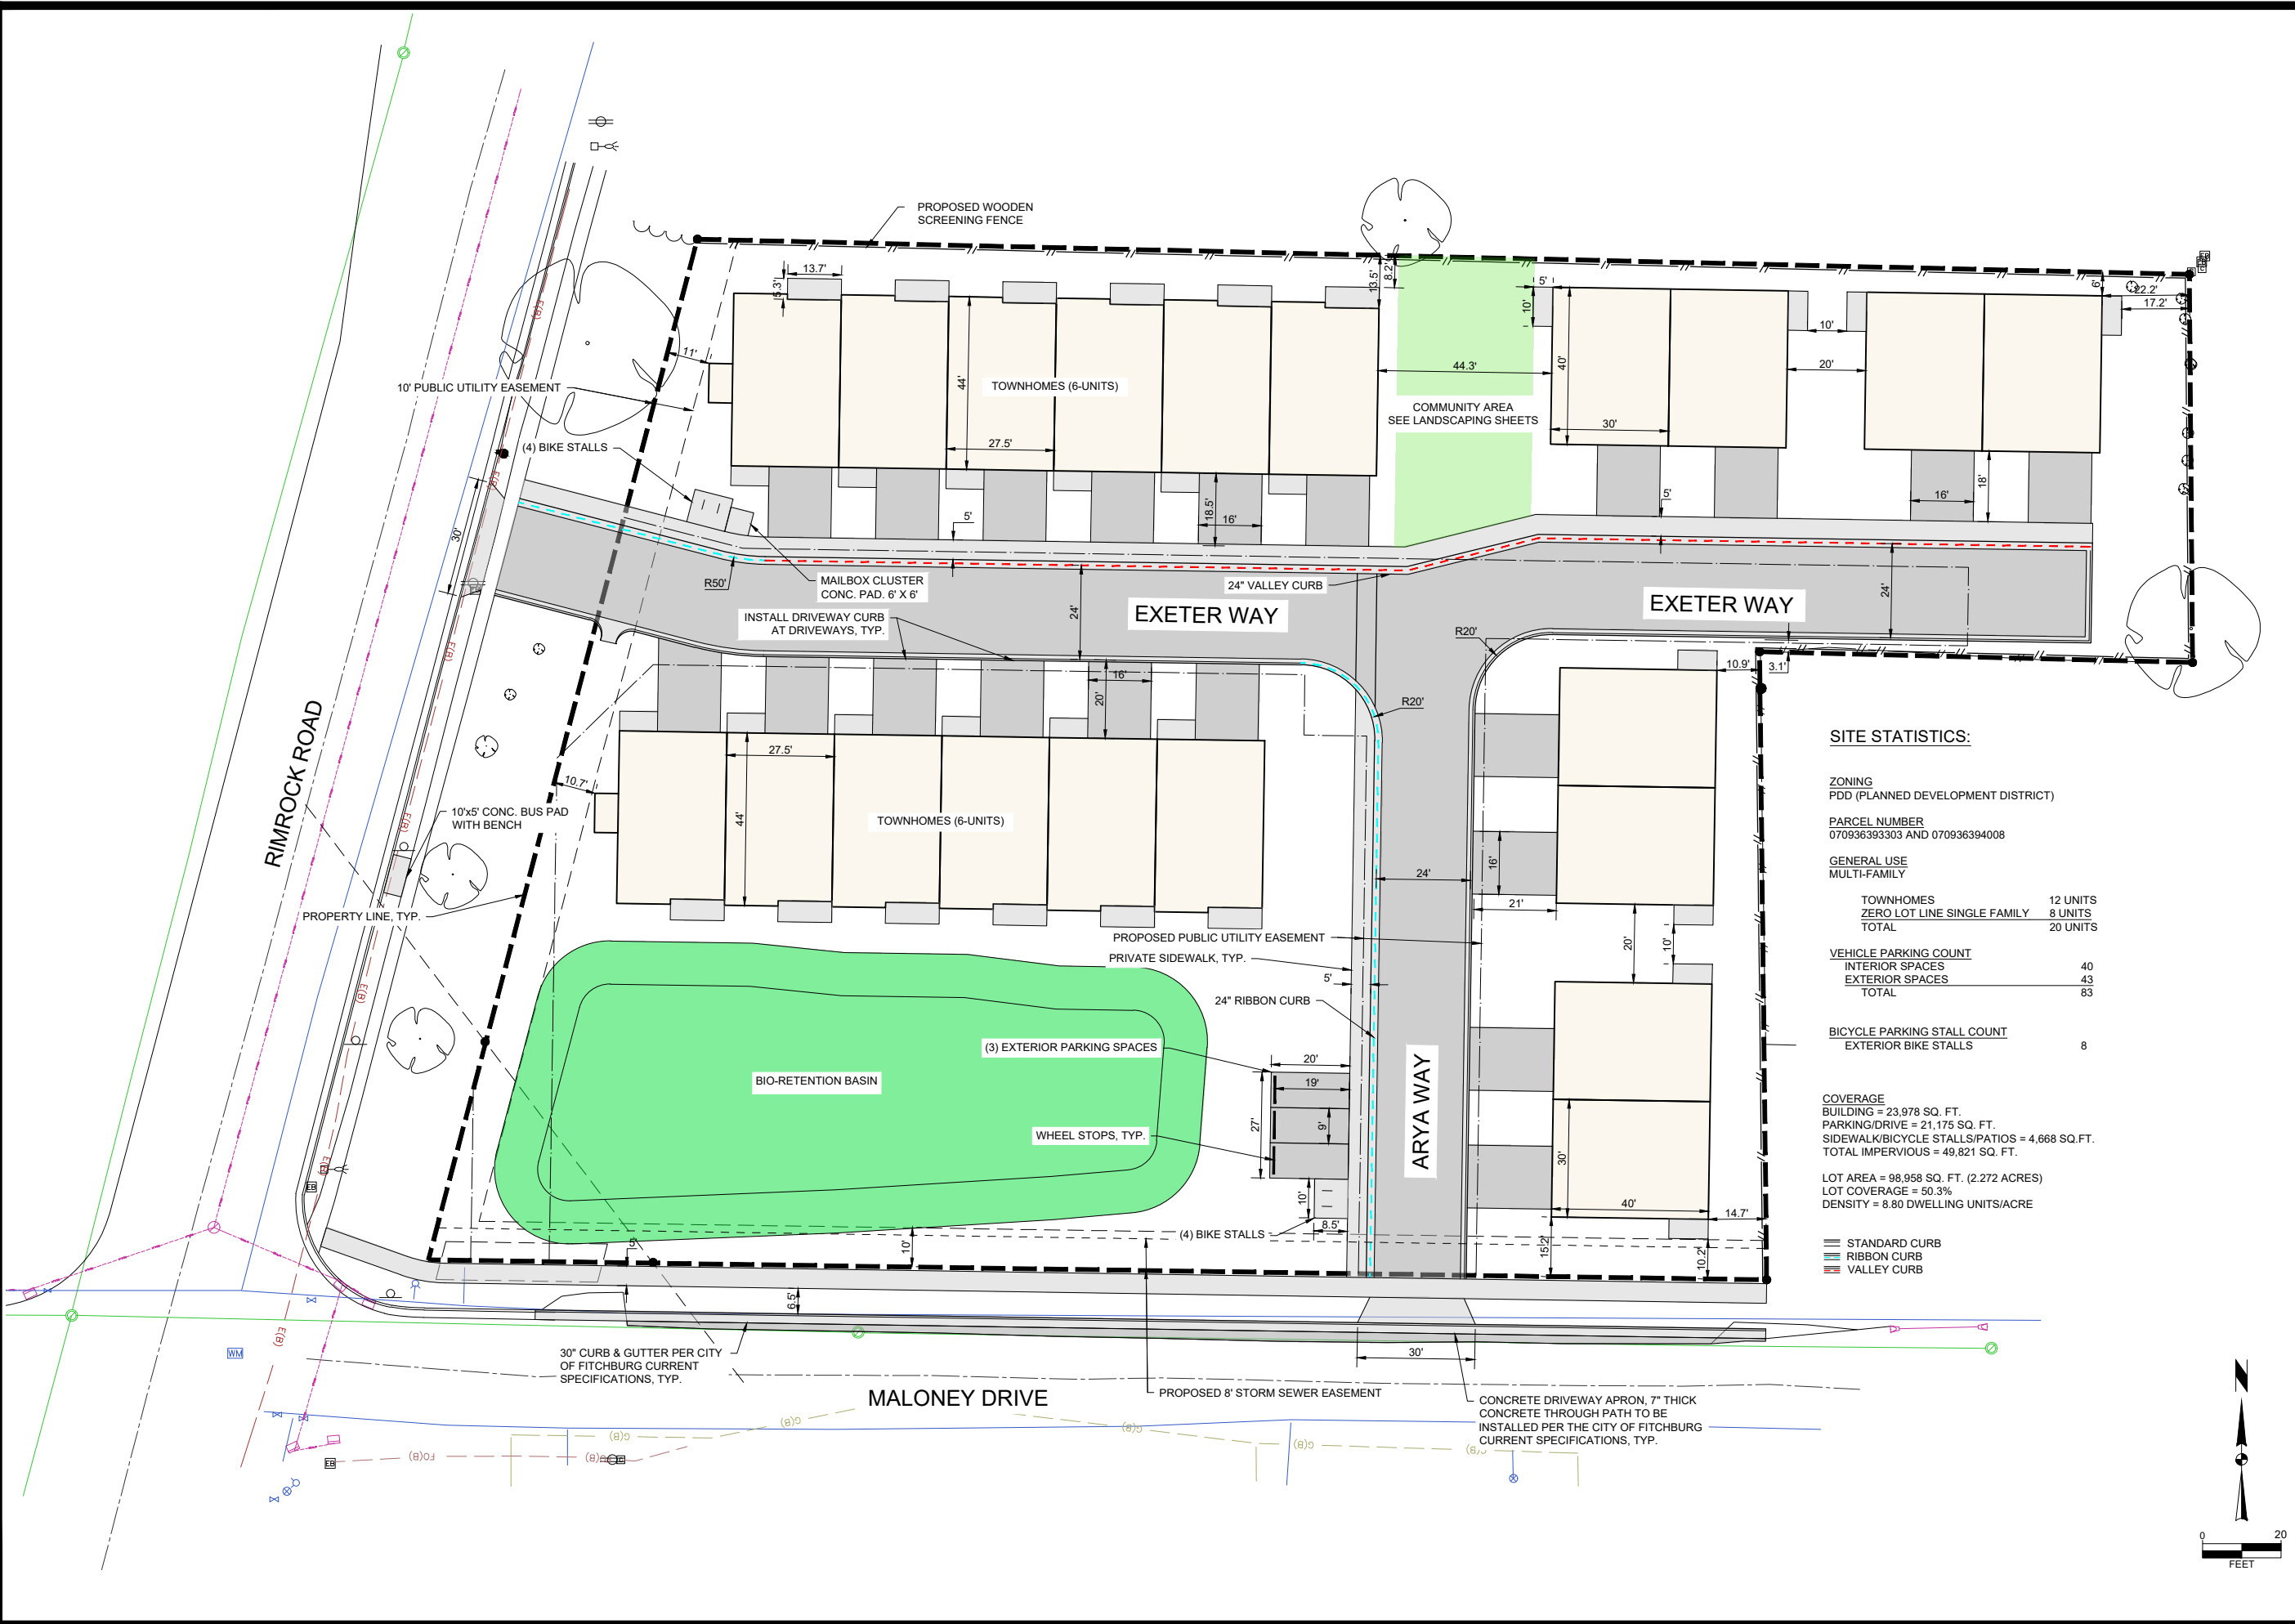 PROPOSED WOODEN
SCREENING FENCE
13.7'
5.3'
13.5'
8.2'
5'
10'
6'
22.2'
17.2'
11'
10' PUBLIC UTILITY EASEMENT
44'
TOWNHOMES (6-UNITS)
27.5'
44.3'
40'
30'
10'
20'
COMMUNITY AREA
SEE LANDSCAPING SHEETS
(4) BIKE STALLS
18.5'
16'
5'
5'
16'
18'
30'
R50'
MAILBOX CLUSTER
CONC. PAD. 6' X 6'
24" VALLEY CURB
INSTALL DRIVEWAY CURB
AT DRIVEWAYS, TYP.
24'
EXETER WAY
EXETER WAY
24'
R20'
10.9'
3.1'
16'
20'
R20'
RIMROCK ROAD
27.5'
10.7'
44'
TOWNHOMES (6-UNITS)
10'x5' CONC. BUS PAD
WITH BENCH
PROPERTY LINE, TYP.
24'
16'
21'
20'
10'
PROPOSED PUBLIC UTILITY EASEMENT
PRIVATE SIDEWALK, TYP.
5'
24" RIBBON CURB
(3) EXTERIOR PARKING SPACES
20'
19'
27'
9'
BIO-RETENTION BASIN
WHEEL STOPS, TYP.
ARYA WAY
30'
40'
14.7'
10'
8.5'
(4) BIKE STALLS
15.2'
10.2'
10'
5'
6.5'
30'
30" CURB & GUTTER PER CITY
OF FITCHBURG CURRENT
SPECIFICATIONS, TYP.
MALONEY DRIVE
PROPOSED 8' STORM SEWER EASEMENT
CONCRETE DRIVEWAY APRON, 7" THICK
CONCRETE THROUGH PATH TO BE
INSTALLED PER THE CITY OF FITCHBURG
CURRENT SPECIFICATIONS, TYP.
E(B)
E(B)
E(B)
E(B)
E(B)
E(B)
E(B)
G(B)
G(B)
G(B)
G(B)
FO(B)
EB
EB
WM
SITE STATISTICS:
ZONING
PDD (PLANNED DEVELOPMENT DISTRICT)
PARCEL NUMBER
070936393303 AND 070936394008
GENERAL USE
MULTI-FAMILY
TOWNHOMES 12 UNITS
ZERO LOT LINE SINGLE FAMILY 8 UNITS
TOTAL 20 UNITS
VEHICLE PARKING COUNT
INTERIOR SPACES 40
EXTERIOR SPACES 43
TOTAL 83
BICYCLE PARKING STALL COUNT
EXTERIOR BIKE STALLS 8
COVERAGE
BUILDING = 23,978 SQ. FT.
PARKING/DRIVE = 21,175 SQ. FT.
SIDEWALK/BICYCLE STALLS/PATIOS = 4,668 SQ.FT.
TOTAL IMPERVIOUS = 49,821 SQ. FT.
LOT AREA = 98,958 SQ. FT. (2.272 ACRES)
LOT COVERAGE = 50.3%
DENSITY = 8.80 DWELLING UNITS/ACRE
STANDARD CURB
RIBBON CURB
VALLEY CURB
N
0 20
FEET